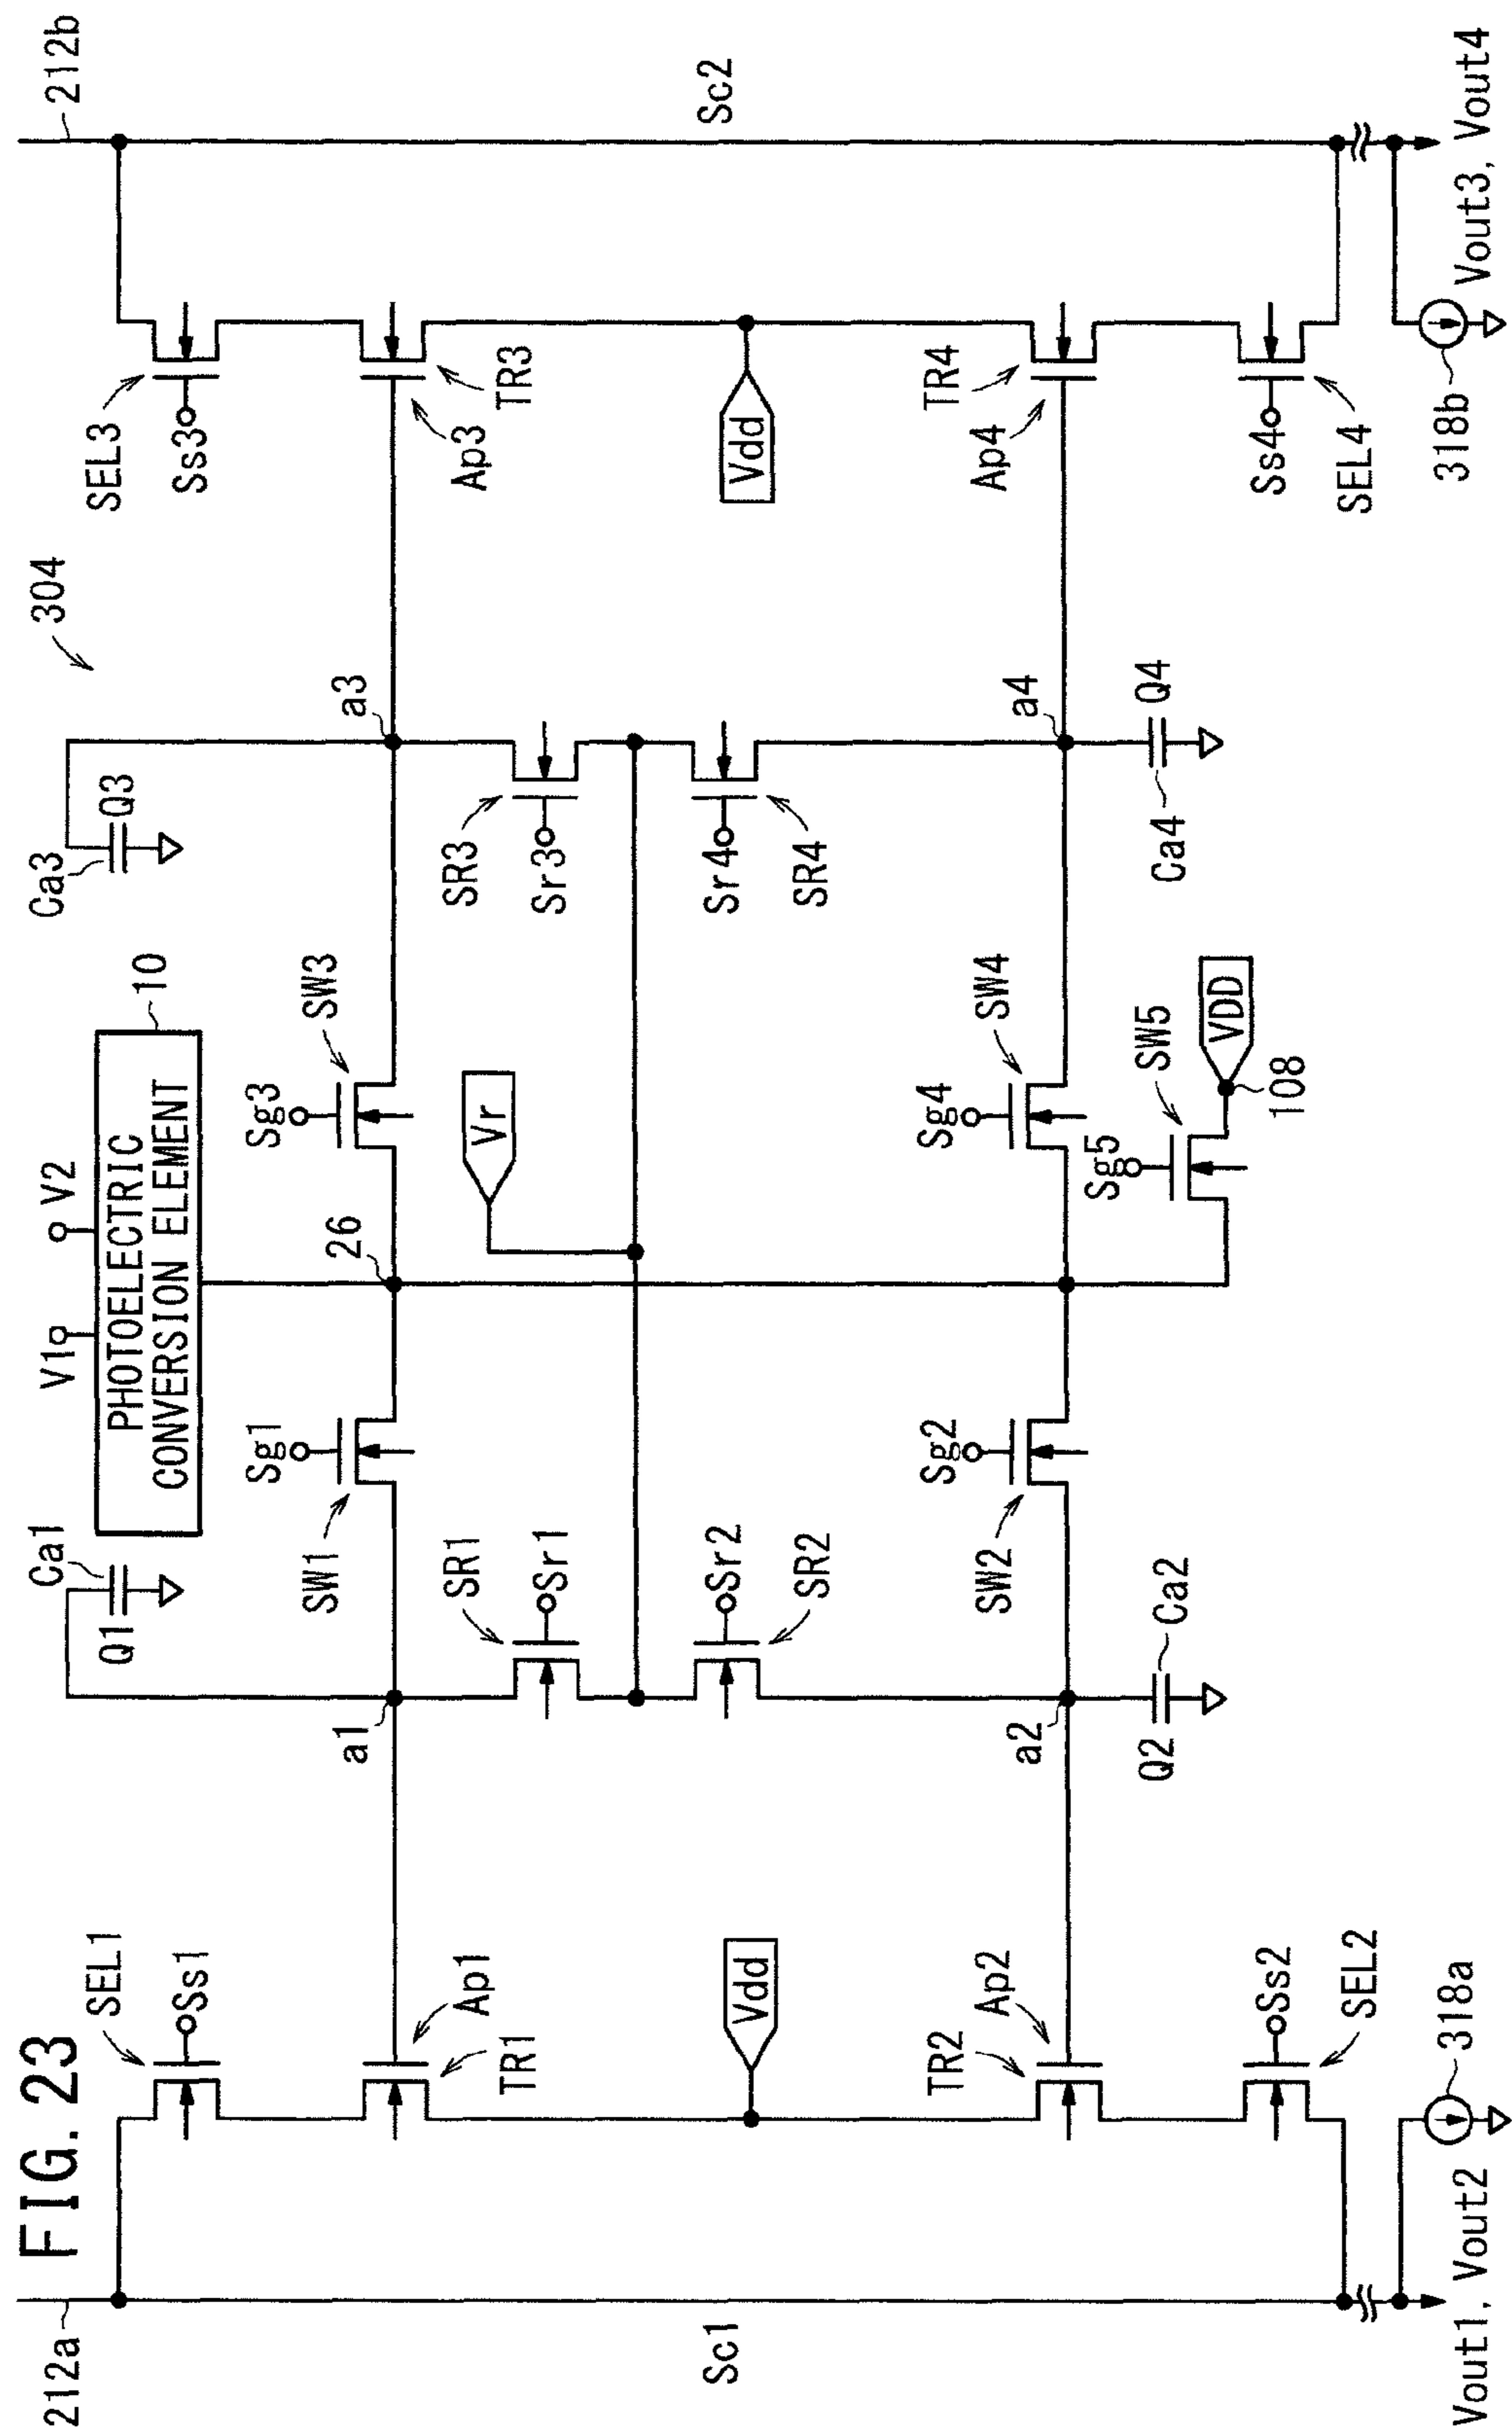 FIG. 23
212a
212b
304
Ca1
Q1
V1
V2
PHOTOELECTRIC
CONVERSION ELEMENT
10
Ca3
Q3
SEL1
Ss1
SEL3
Ss3
Sg1
Sg3
SW1
SW3
26
a1
a3
Ap1
TR1
Ap3
TR3
SR1
Sr1
Vr
SR3
Sr3
Sc1
Vdd
Sr2
SR2
Sr4
SR4
Vdd
Sc2
Ap2
TR2
a2
Sg2
SW2
Sg4
SW4
a4
Ap4
TR4
Q2
Ca2
Sg5
SW5
VDD
108
Ca4
Q4
Ss2
SEL2
Ss4
SEL4
318a
318b
Vout1, Vout2
Vout3, Vout4